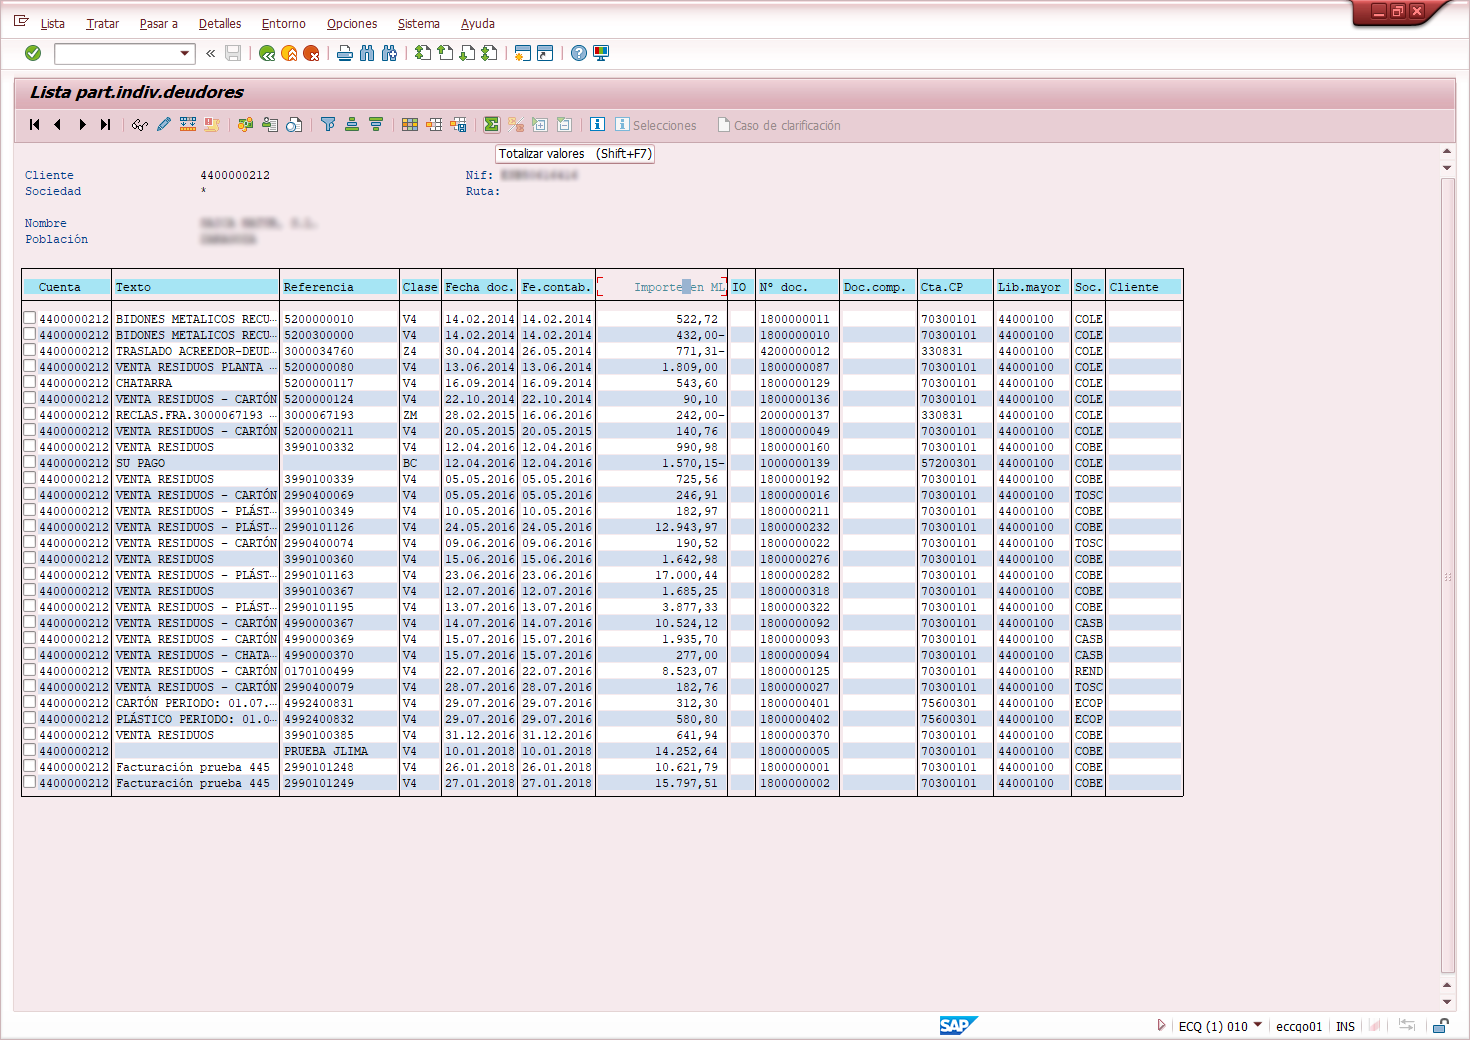 Lista Tratar Pasar a Detalles Entorno Opciones Sistema Ayuda
Lista part.indiv.deudores
Selecciones Caso de clarificación
Totalizar valores (Shift+F7)
Cliente 4400000212 Nif:
Sociedad * Ruta:
Nombre
Población
Cuenta Texto Referencia Clase Fecha doc. Fe.contab. Importe en ML IO Nº doc. Doc.comp. Cta.CP Lib.mayor Soc. Cliente
4400000212 BIDONES METALICOS RECU… 5200000010 V4 14.02.2014 14.02.2014 522,72 1800000011 70300101 44000100 COLE
4400000212 BIDONES METALICOS RECU… 5200300000 V4 14.02.2014 14.02.2014 432,00- 1800000010 70300101 44000100 COLE
4400000212 TRASLADO ACREEDOR-DEUD… 3000034760 Z4 30.04.2014 26.05.2014 771,31- 4200000012 330831 44000100 COLE
4400000212 VENTA RESIDUOS PLANTA … 5200000080 V4 13.06.2014 13.06.2014 1.809,00 1800000087 70300101 44000100 COLE
4400000212 CHATARRA 5200000117 V4 16.09.2014 16.09.2014 543,60 1800000129 70300101 44000100 COLE
4400000212 VENTA RESIDUOS - CARTÓN 5200000124 V4 22.10.2014 22.10.2014 90,10 1800000136 70300101 44000100 COLE
4400000212 RECLAS.FRA.3000067193 … 3000067193 ZM 28.02.2015 16.06.2016 242,00- 2000000137 330831 44000100 COLE
4400000212 VENTA RESIDUOS - CARTÓN 5200000211 V4 20.05.2015 20.05.2015 140,76 1800000049 70300101 44000100 COLE
4400000212 VENTA RESIDUOS 3990100332 V4 12.04.2016 12.04.2016 990,98 1800000160 70300101 44000100 COBE
4400000212 SU PAGO BC 12.04.2016 12.04.2016 1.570,15- 1000000139 57200301 44000100 COLE
4400000212 VENTA RESIDUOS 3990100339 V4 05.05.2016 05.05.2016 725,56 1800000192 70300101 44000100 COBE
4400000212 VENTA RESIDUOS - CARTÓN 2990400069 V4 05.05.2016 05.05.2016 246,91 1800000016 70300101 44000100 TOSC
4400000212 VENTA RESIDUOS - PLÁST… 3990100349 V4 10.05.2016 10.05.2016 182,97 1800000211 70300101 44000100 COBE
4400000212 VENTA RESIDUOS - PLÁST… 2990101126 V4 24.05.2016 24.05.2016 12.943,97 1800000232 70300101 44000100 COBE
4400000212 VENTA RESIDUOS - CARTÓN 2990400074 V4 09.06.2016 09.06.2016 190,52 1800000022 70300101 44000100 TOSC
4400000212 VENTA RESIDUOS 3990100360 V4 15.06.2016 15.06.2016 1.642,98 1800000276 70300101 44000100 COBE
4400000212 VENTA RESIDUOS - PLÁST… 2990101163 V4 23.06.2016 23.06.2016 17.000,44 1800000282 70300101 44000100 COBE
4400000212 VENTA RESIDUOS 3990100367 V4 12.07.2016 12.07.2016 1.685,25 1800000318 70300101 44000100 COBE
4400000212 VENTA RESIDUOS - PLÁST… 2990101195 V4 13.07.2016 13.07.2016 3.877,33 1800000322 70300101 44000100 COBE
4400000212 VENTA RESIDUOS - CARTÓN 4990000367 V4 14.07.2016 14.07.2016 10.524,12 1800000092 70300101 44000100 CASB
4400000212 VENTA RESIDUOS - CARTÓN 4990000369 V4 15.07.2016 15.07.2016 1.935,70 1800000093 70300101 44000100 CASB
4400000212 VENTA RESIDUOS - CHATA… 4990000370 V4 15.07.2016 15.07.2016 277,00 1800000094 70300101 44000100 CASB
4400000212 VENTA RESIDUOS - CARTÓN 0170100499 V4 22.07.2016 22.07.2016 8.523,07 1800000125 70300101 44000100 REND
4400000212 VENTA RESIDUOS - CARTÓN 2990400079 V4 28.07.2016 28.07.2016 182,76 1800000027 70300101 44000100 TOSC
4400000212 CARTÓN PERIODO: 01.07.… 4992400831 V4 29.07.2016 29.07.2016 312,30 1800000401 75600301 44000100 ECOP
4400000212 PLÁSTICO PERIODO: 01.0… 4992400832 V4 29.07.2016 29.07.2016 580,80 1800000402 75600301 44000100 ECOP
4400000212 VENTA RESIDUOS 3990100385 V4 31.12.2016 31.12.2016 641,94 1800000370 70300101 44000100 COBE
4400000212 PRUEBA JLIMA V4 10.01.2018 10.01.2018 14.252,64 1800000005 70300101 44000100 COBE
4400000212 Facturación prueba 445 2990101248 V4 26.01.2018 26.01.2018 10.621,79 1800000001 70300101 44000100 COBE
4400000212 Facturación prueba 445 2990101249 V4 27.01.2018 27.01.2018 15.797,51 1800000002 70300101 44000100 COBE
SAP ECQ (1) 010 eccqo01 INS